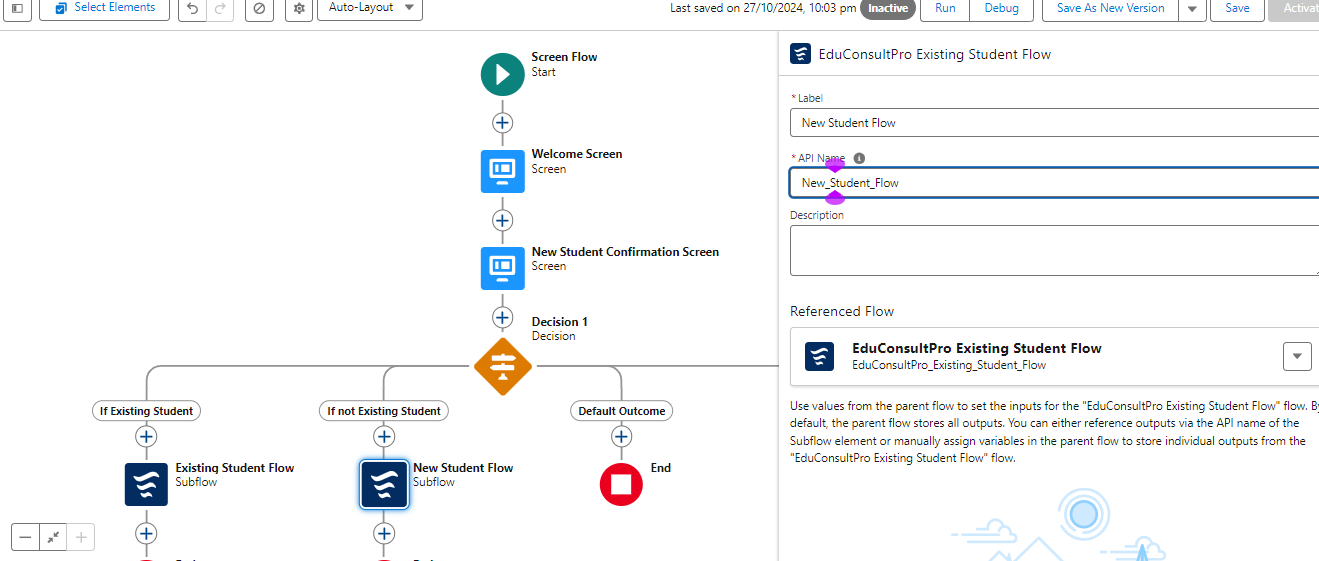 Select Elements
Auto-Layout
Last saved on 27/10/2024, 10:03 pm
Inactive
Run
Debug
Save As New Version
Save
Activat
Screen Flow
Start
Welcome Screen
Screen
New Student Confirmation Screen
Screen
Decision 1
Decision
If Existing Student
If not Existing Student
Default Outcome
Existing Student Flow
Subflow
New Student Flow
Subflow
End
EduConsultPro Existing Student Flow
* Label
New Student Flow
* API Name
New_Student_Flow
Description
Referenced Flow
EduConsultPro Existing Student Flow
EduConsultPro_Existing_Student_Flow
Use values from the parent flow to set the inputs for the "EduConsultPro Existing Student Flow" flow. By
default, the parent flow stores all outputs. You can either reference outputs via the API name of the
Subflow element or manually assign variables in the parent flow to store individual outputs from the
"EduConsultPro Existing Student Flow" flow.